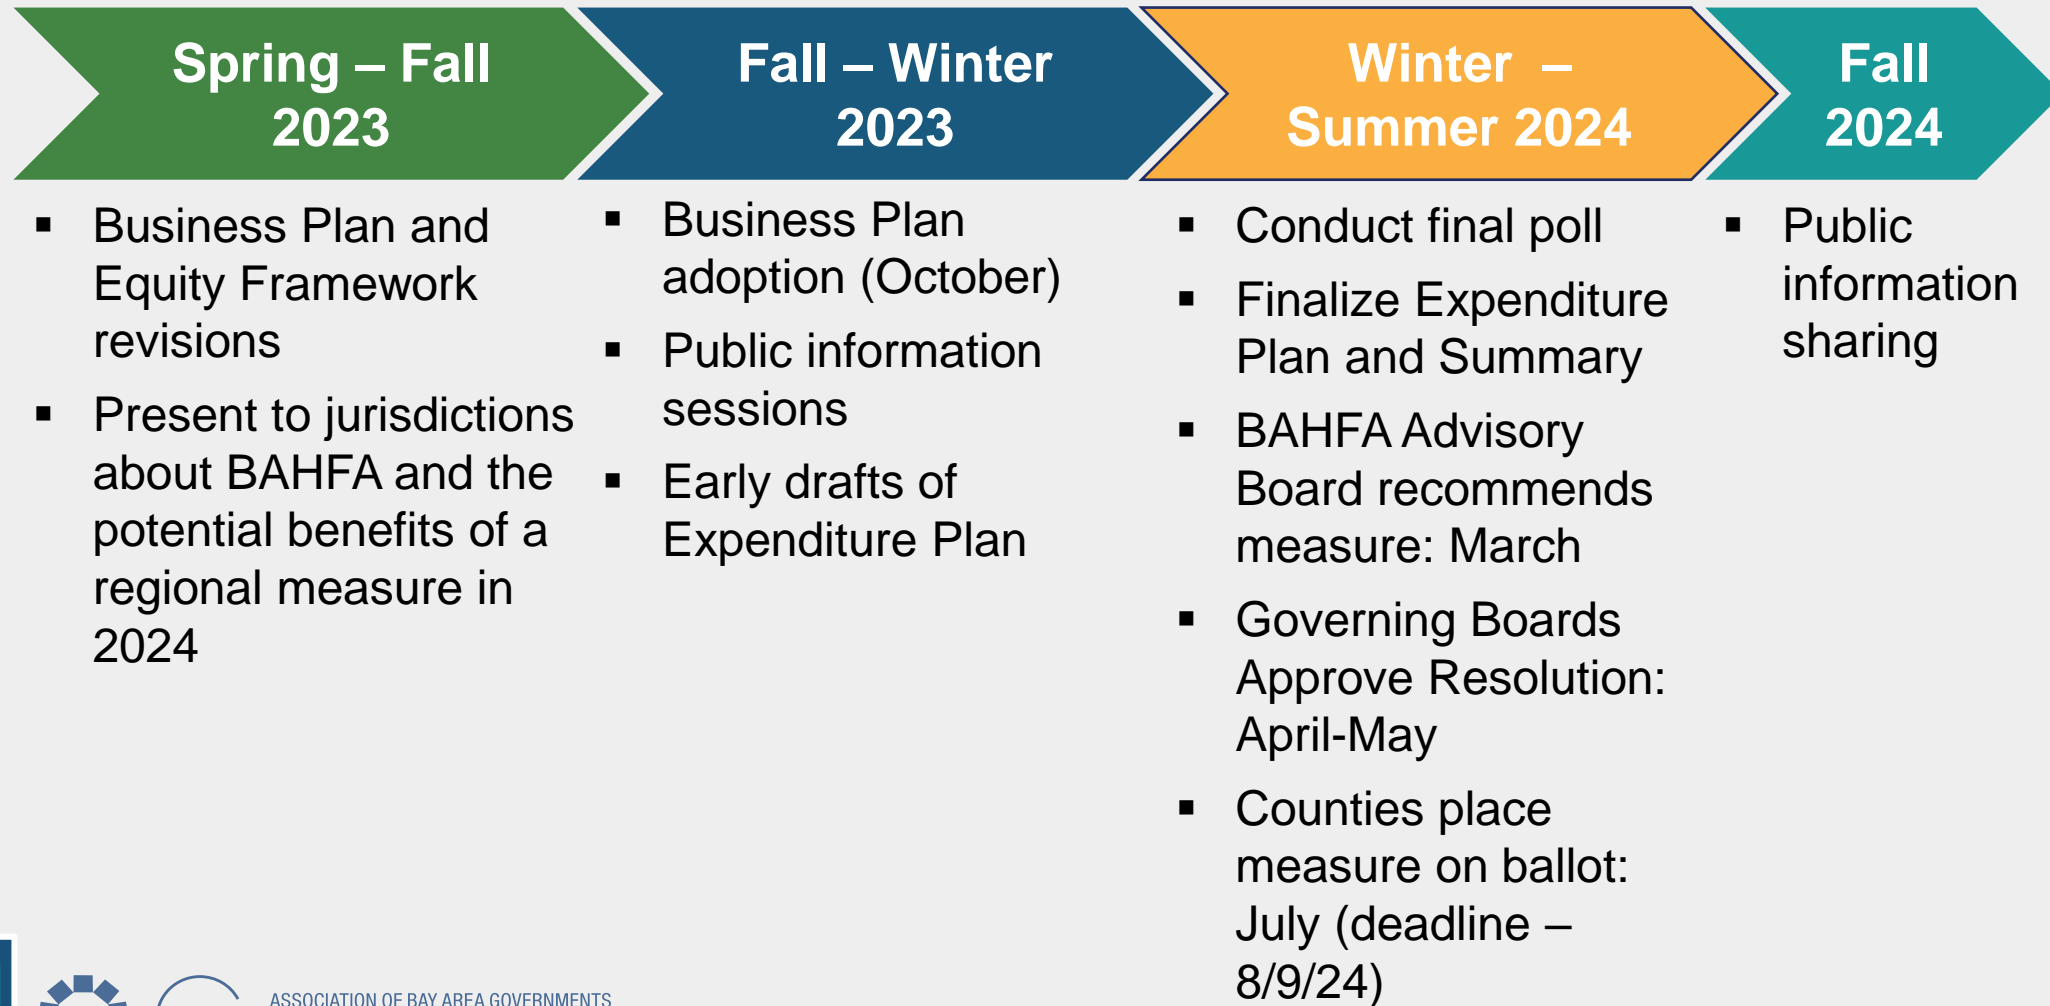 Spring – Fall
2023
Fall – Winter
2023
Winter –
Summer 2024
Fall
2024
▪ Business Plan and
Equity Framework
revisions
▪ Present to jurisdictions
about BAHFA and the
potential benefits of a
regional measure in
2024
▪ Business Plan
adoption (October)
▪ Public information
sessions
▪ Early drafts of
Expenditure Plan
▪ Conduct final poll
▪ Finalize Expenditure
Plan and Summary
▪ BAHFA Advisory
Board recommends
measure: March
▪ Governing Boards
Approve Resolution:
April-May
▪ Counties place
measure on ballot:
July (deadline –
8/9/24)
▪ Public
information
sharing
ASSOCIATION OF BAY AREA GOVERNMENTS